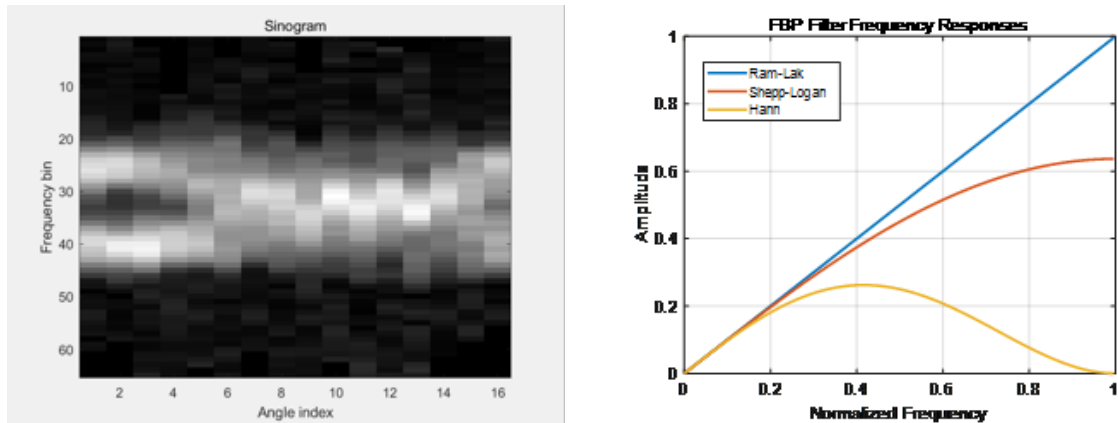 Sinogram
Frequency bin
10
20
30
40
50
60
2 4 6 8 10 12 14 16
Angle index
FBP Filter Frequency Responses
Ram-Lak
Shepp-Logan
Hann
Amplitude
1
0.8
0.6
0.4
0.2
0
0 0.2 0.4 0.6 0.8 1
Normalized Frequency